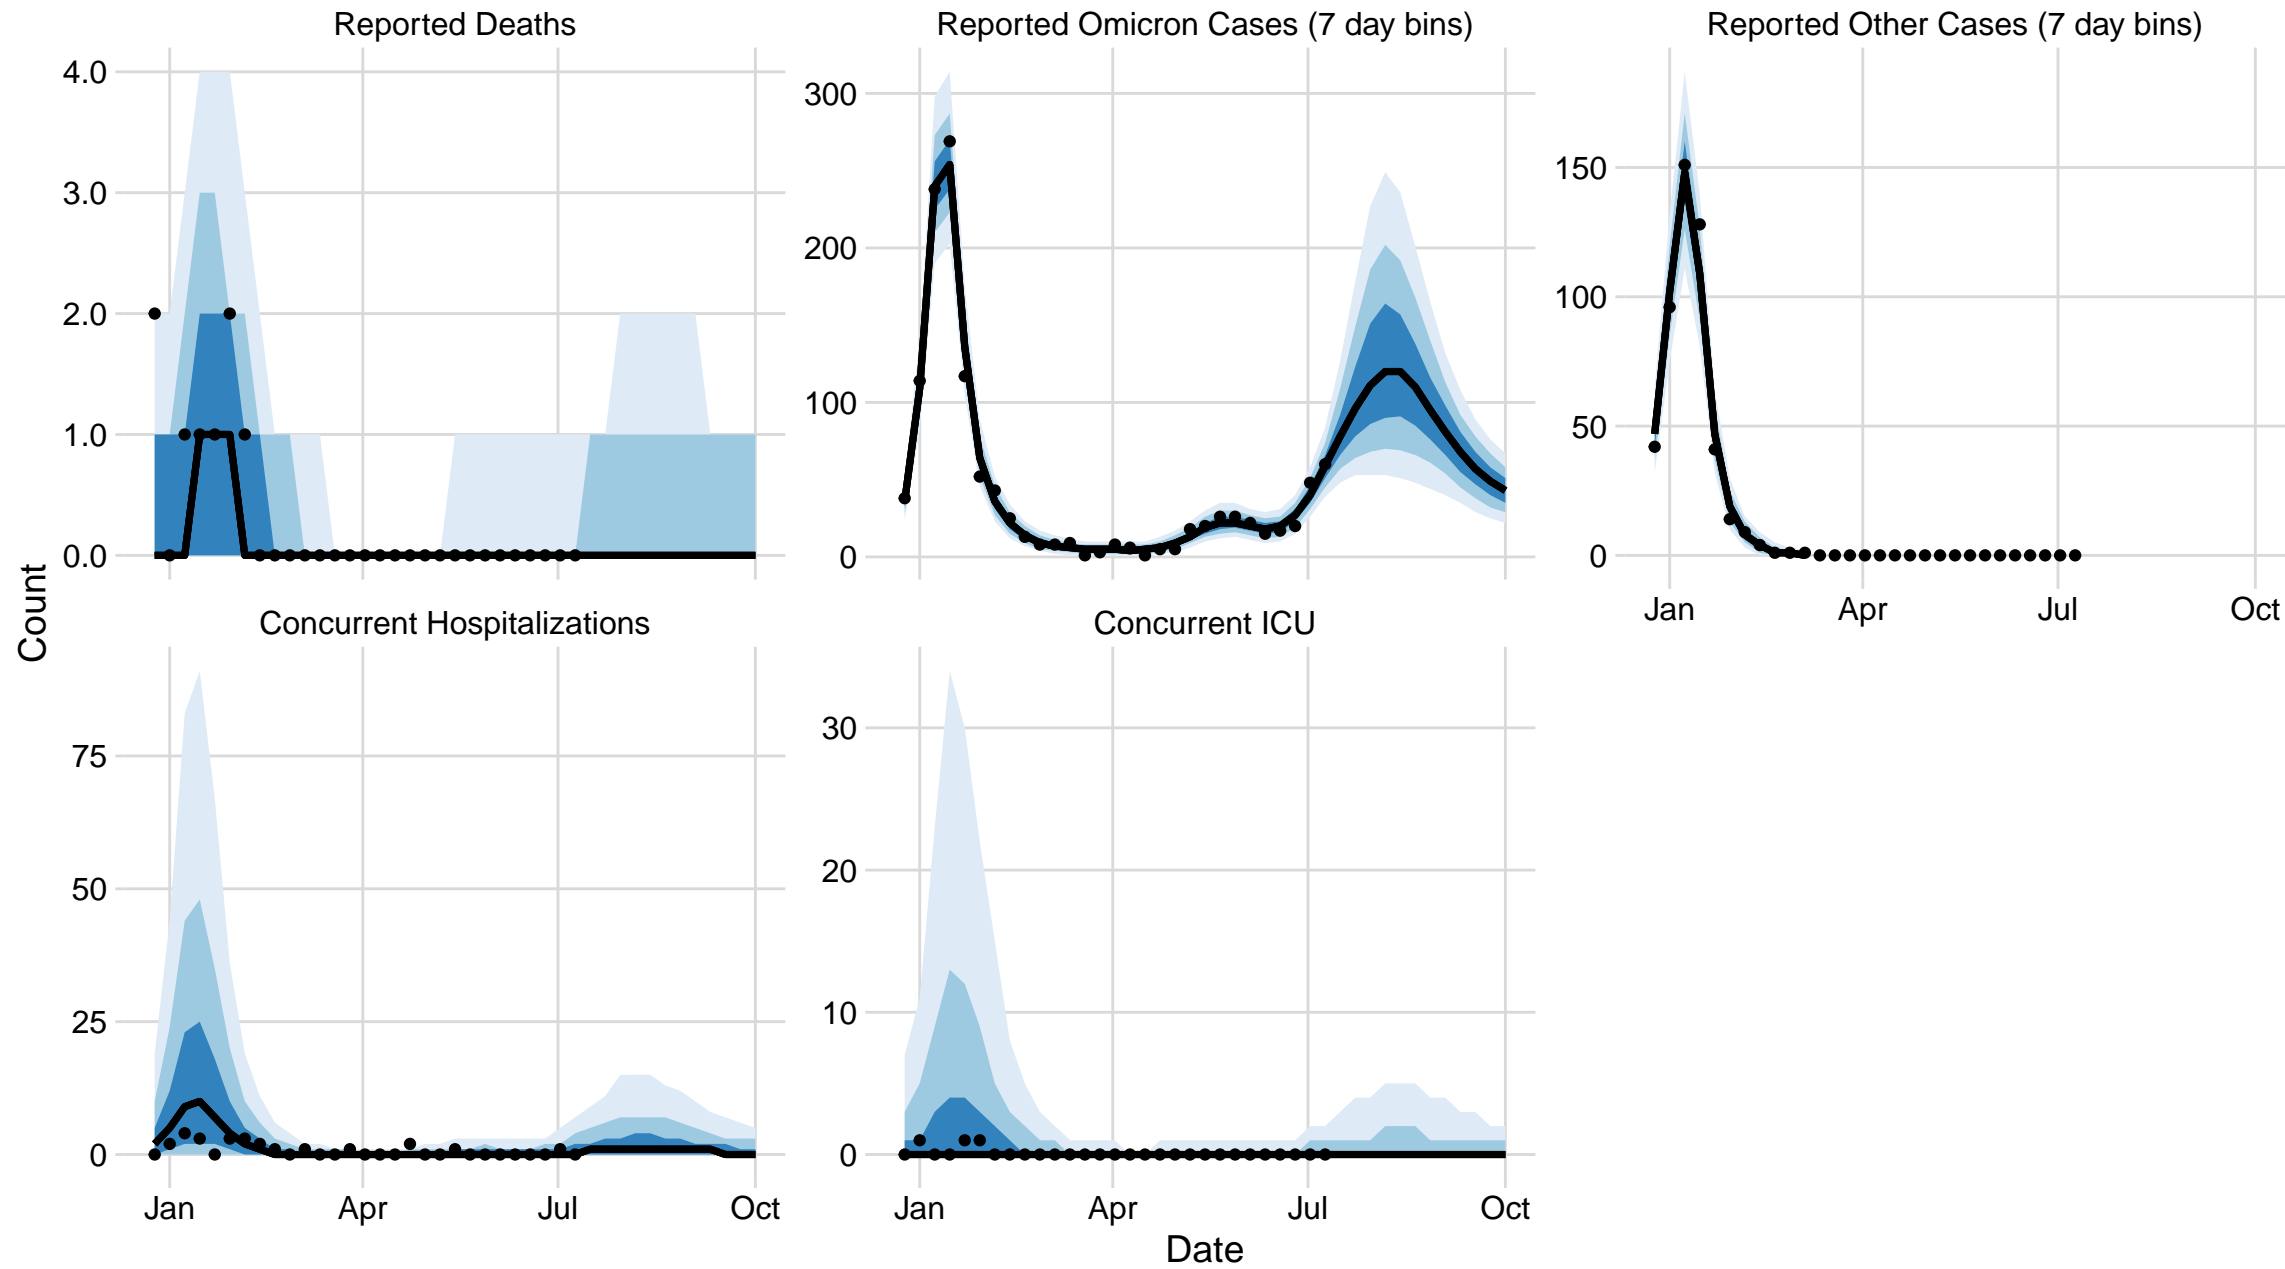 Reported Deaths
Reported Omicron Cases (7 day bins)
Reported Other Cases (7 day bins)
4.0
3.0
2.0
1.0
0.0
300
200
100
0
150
100
50
0
Jan Apr Jul Oct
Count
Concurrent Hospitalizations
Concurrent ICU
75
50
25
0
30
20
10
0
Jan Apr Jul Oct
Jan Apr Jul Oct
Date